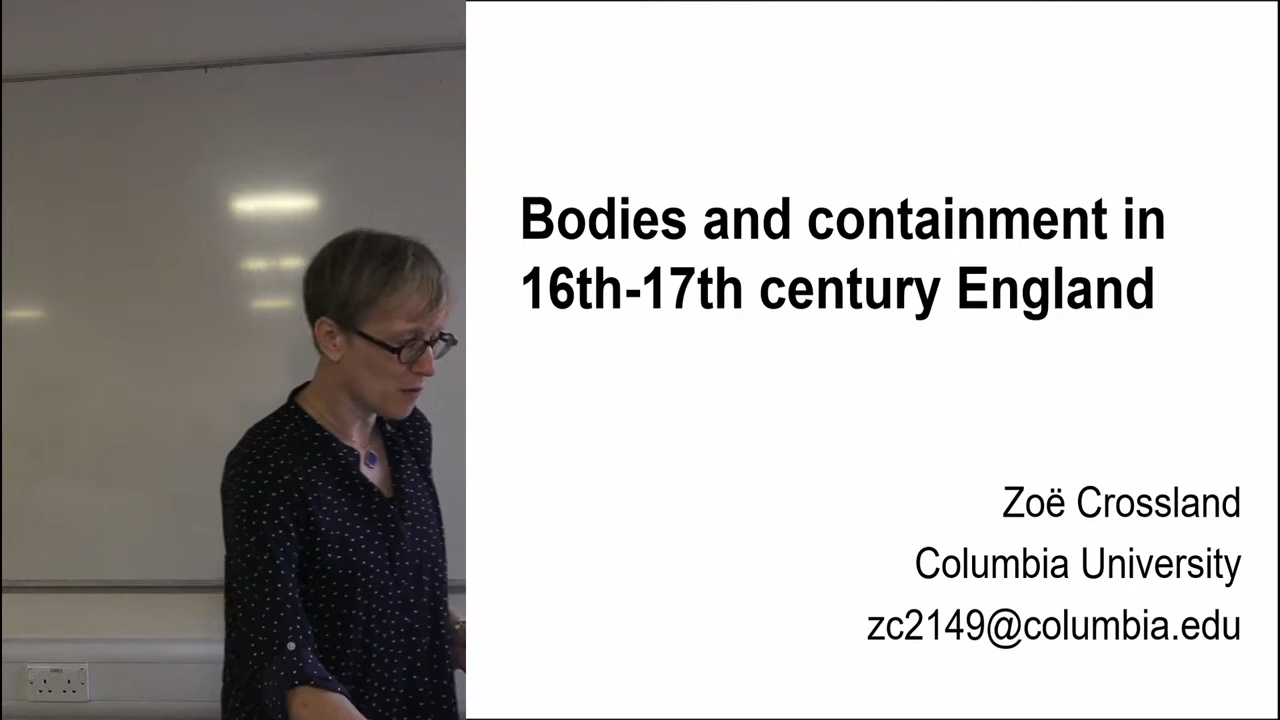 Bodies and containment in
16th-17th century England
Zoë Crossland
Columbia University
zc2149@columbia.edu